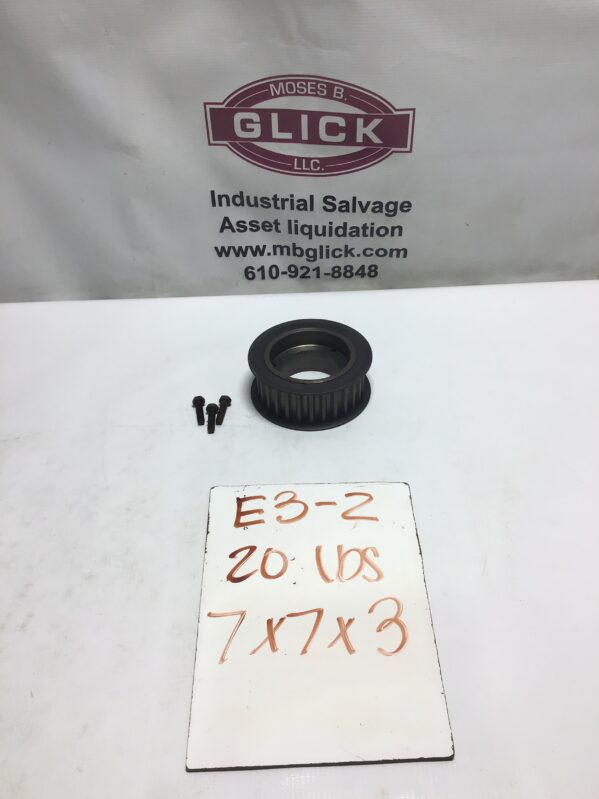 MOSES B.
GLICK
LLC.
Industrial Salvage
Asset liquidation
www.mbglick.com
610-921-8848
E3-2
20 lbs
7x7x3